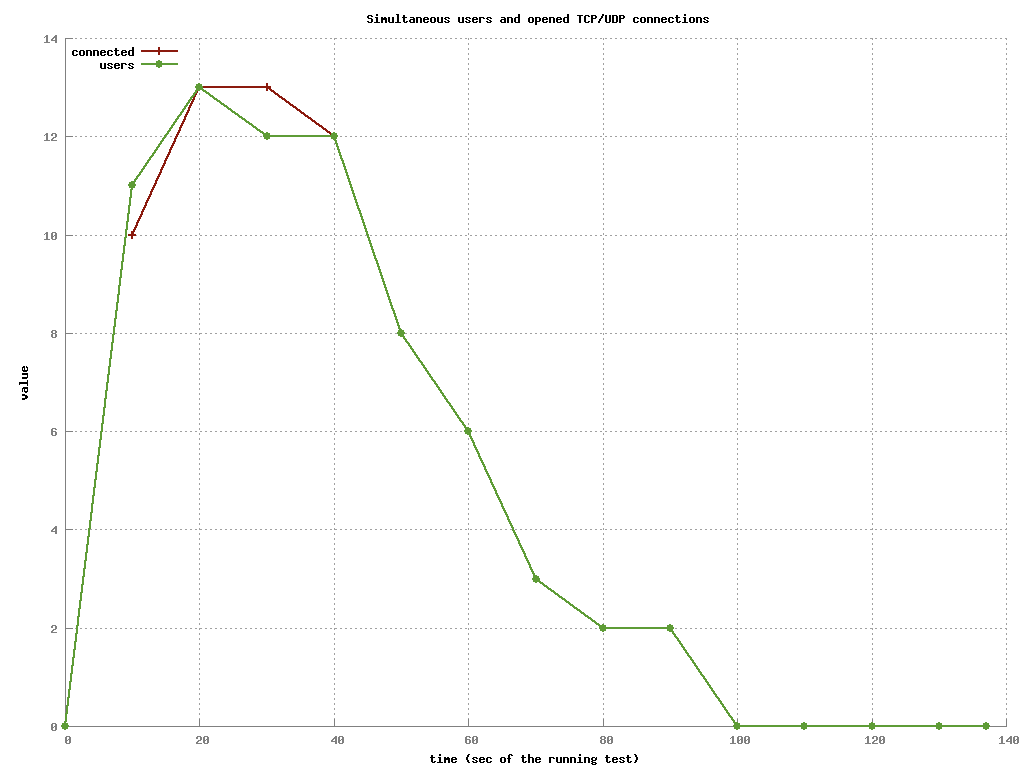 Simultaneous users and opened TCP/UDP connections
14
connected
users
12
10
8
value
6
4
2
0
0 20 40 60 80 100 120 140
time (sec of the running test)